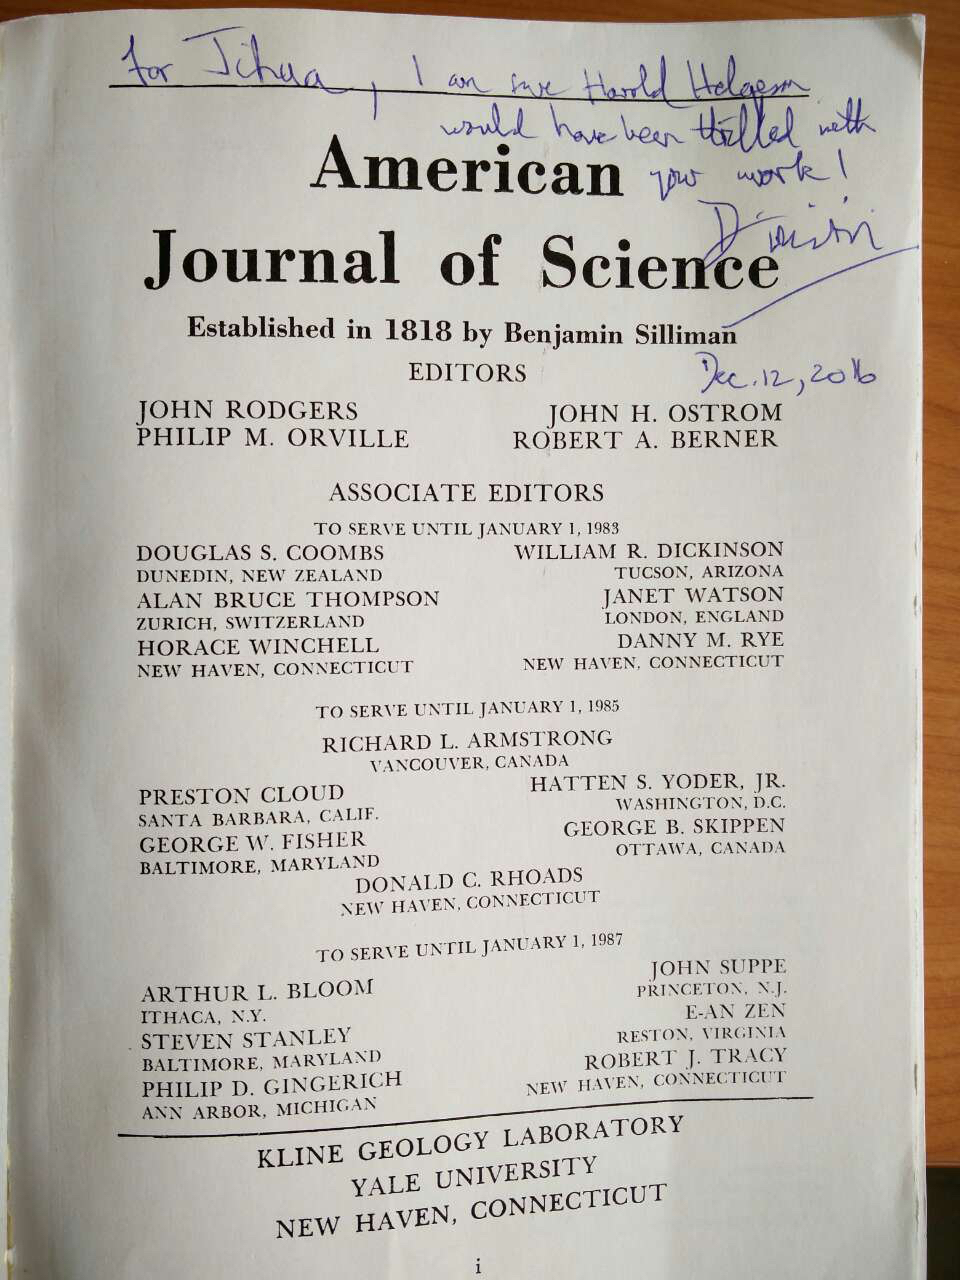 for Jihua, I am sure Harold Helgeson
would have been thrilled with
your work!
American
Journal of Science
Established in 1818 by Benjamin Silliman
Dec. 12, 2016
EDITORS
JOHN RODGERS JOHN H. OSTROM
PHILIP M. ORVILLE ROBERT A. BERNER
ASSOCIATE EDITORS
TO SERVE UNTIL JANUARY 1, 1983
DOUGLAS S. COOMBS WILLIAM R. DICKINSON
DUNEDIN, NEW ZEALAND TUCSON, ARIZONA
ALAN BRUCE THOMPSON JANET WATSON
ZURICH, SWITZERLAND LONDON, ENGLAND
HORACE WINCHELL DANNY M. RYE
NEW HAVEN, CONNECTICUT NEW HAVEN, CONNECTICUT
TO SERVE UNTIL JANUARY 1, 1985
RICHARD L. ARMSTRONG
VANCOUVER, CANADA
PRESTON CLOUD HATTEN S. YODER, JR.
SANTA BARBARA, CALIF. WASHINGTON, D.C.
GEORGE W. FISHER GEORGE B. SKIPPEN
BALTIMORE, MARYLAND OTTAWA, CANADA
DONALD C. RHOADS
NEW HAVEN, CONNECTICUT
TO SERVE UNTIL JANUARY 1, 1987
ARTHUR L. BLOOM JOHN SUPPE
ITHACA, N.Y. PRINCETON, N.J.
STEVEN STANLEY E-AN ZEN
BALTIMORE, MARYLAND RESTON, VIRGINIA
PHILIP D. GINGERICH ROBERT J. TRACY
ANN ARBOR, MICHIGAN NEW HAVEN, CONNECTICUT
KLINE GEOLOGY LABORATORY
YALE UNIVERSITY
NEW HAVEN, CONNECTICUT
i